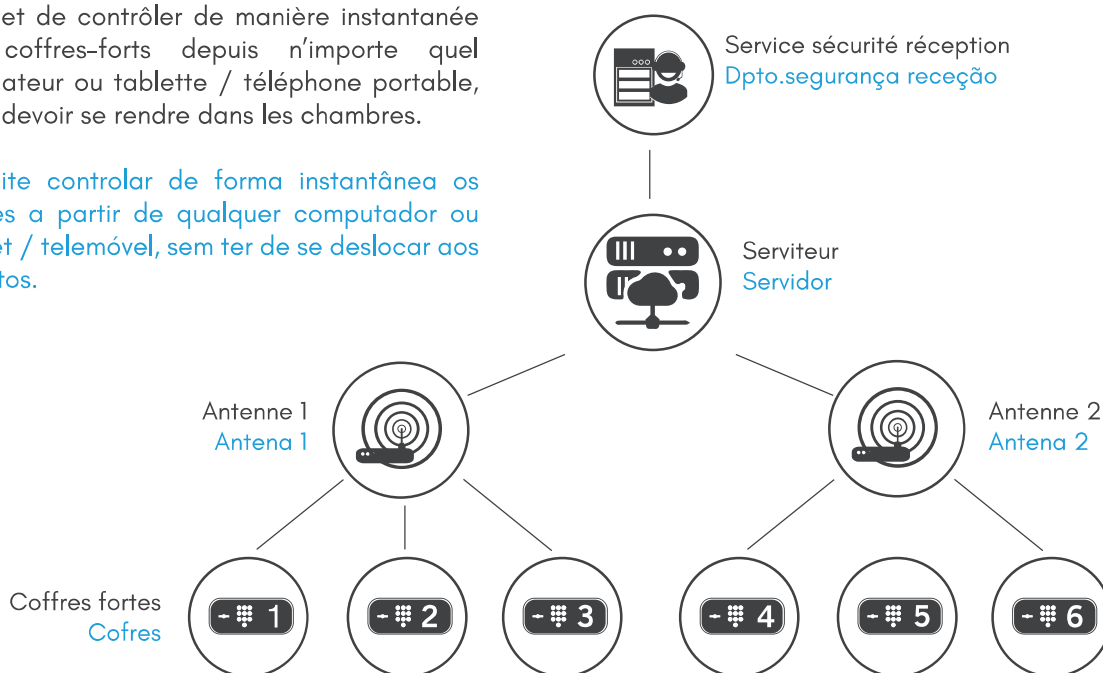 et de contrôler de manière instantanée
coffres-forts depuis n’importe quel
ateur ou tablette / téléphone portable,
devoir se rendre dans les chambres.
ite controlar de forma instantânea os
es a partir de qualquer computador ou
et / telemóvel, sem ter de se deslocar aos
tos.
Service sécurité réception
Dpto.segurança receção
Serviteur
Servidor
Antenne 1
Antena 1
Antenne 2
Antena 2
Coffres fortes
Cofres
1
2
3
4
5
6